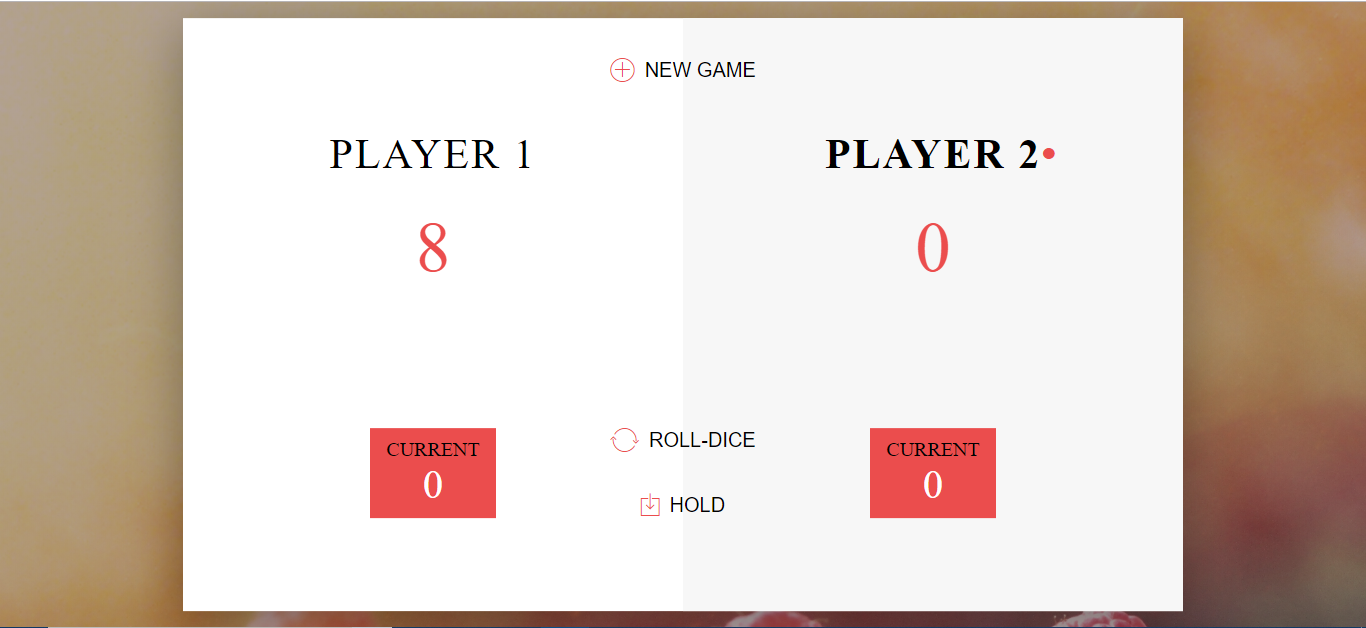 NEW GAME
PLAYER 1
PLAYER 2
8
0
CURRENT
0
ROLL-DICE
HOLD
CURRENT
0